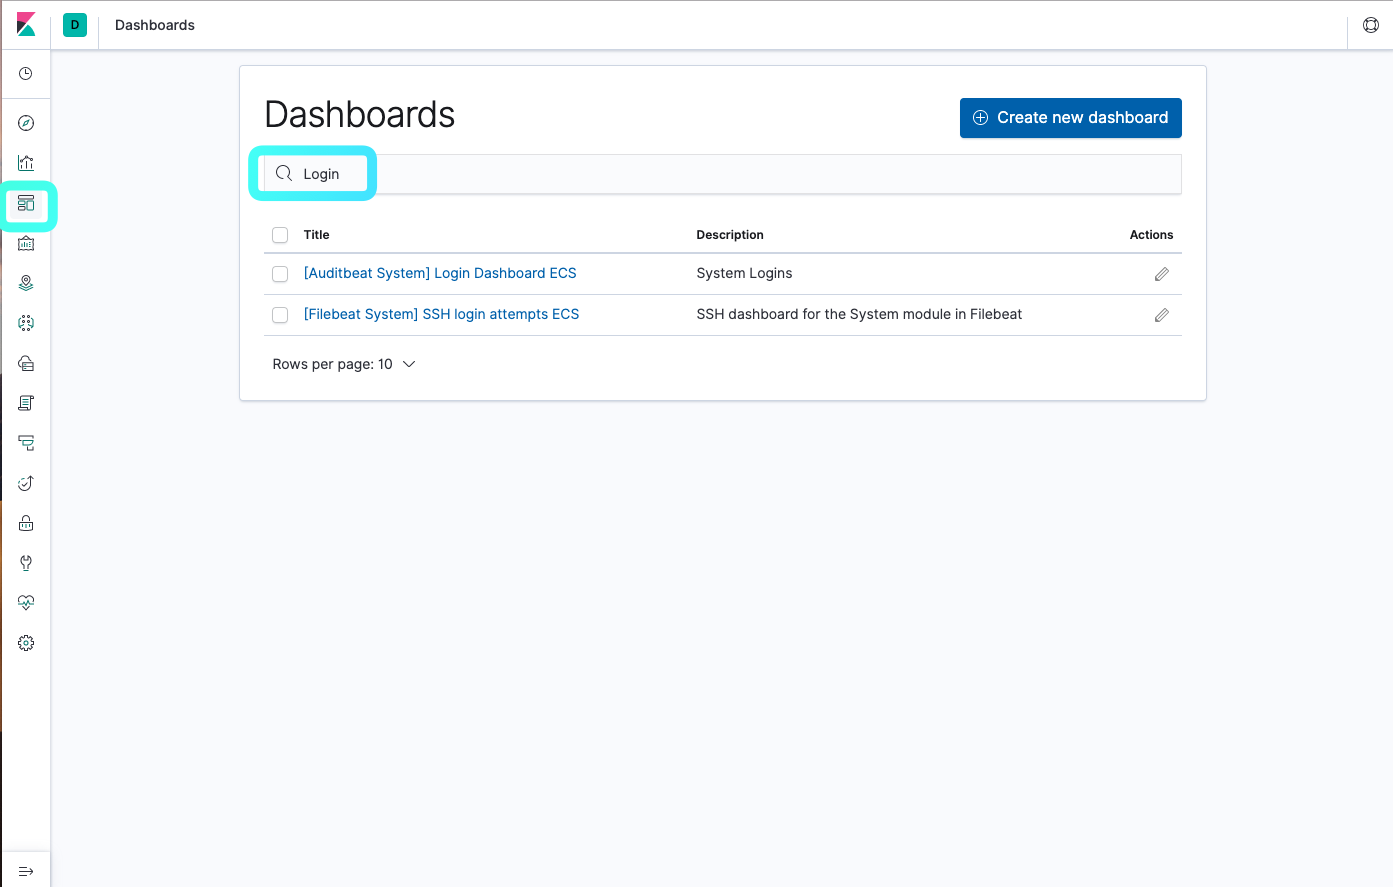 D Dashboards
Dashboards
Create new dashboard
Login
Title Description Actions
[Auditbeat System] Login Dashboard ECS System Logins
[Filebeat System] SSH login attempts ECS SSH dashboard for the System module in Filebeat
Rows per page: 10